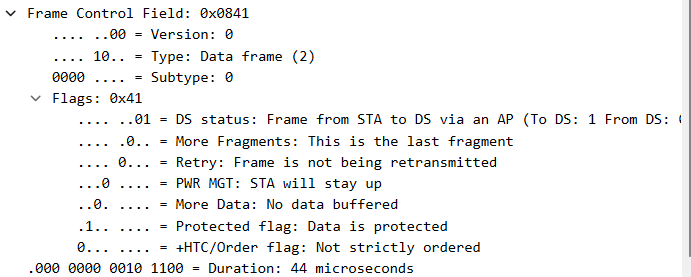 Frame Control Field: 0x0841
.... ..00 = Version: 0
.... 10.. = Type: Data frame (2)
0000 .... = Subtype: 0
Flags: 0x41
.... ..01 = DS status: Frame from STA to DS via an AP (To DS: 1 From DS:
.... .0.. = More Fragments: This is the last fragment
.... 0... = Retry: Frame is not being retransmitted
...0 .... = PWR MGT: STA will stay up
..0. .... = More Data: No data buffered
.1.. .... = Protected flag: Data is protected
0... .... = +HTC/Order flag: Not strictly ordered
.000 0000 0010 1100 = Duration: 44 microseconds